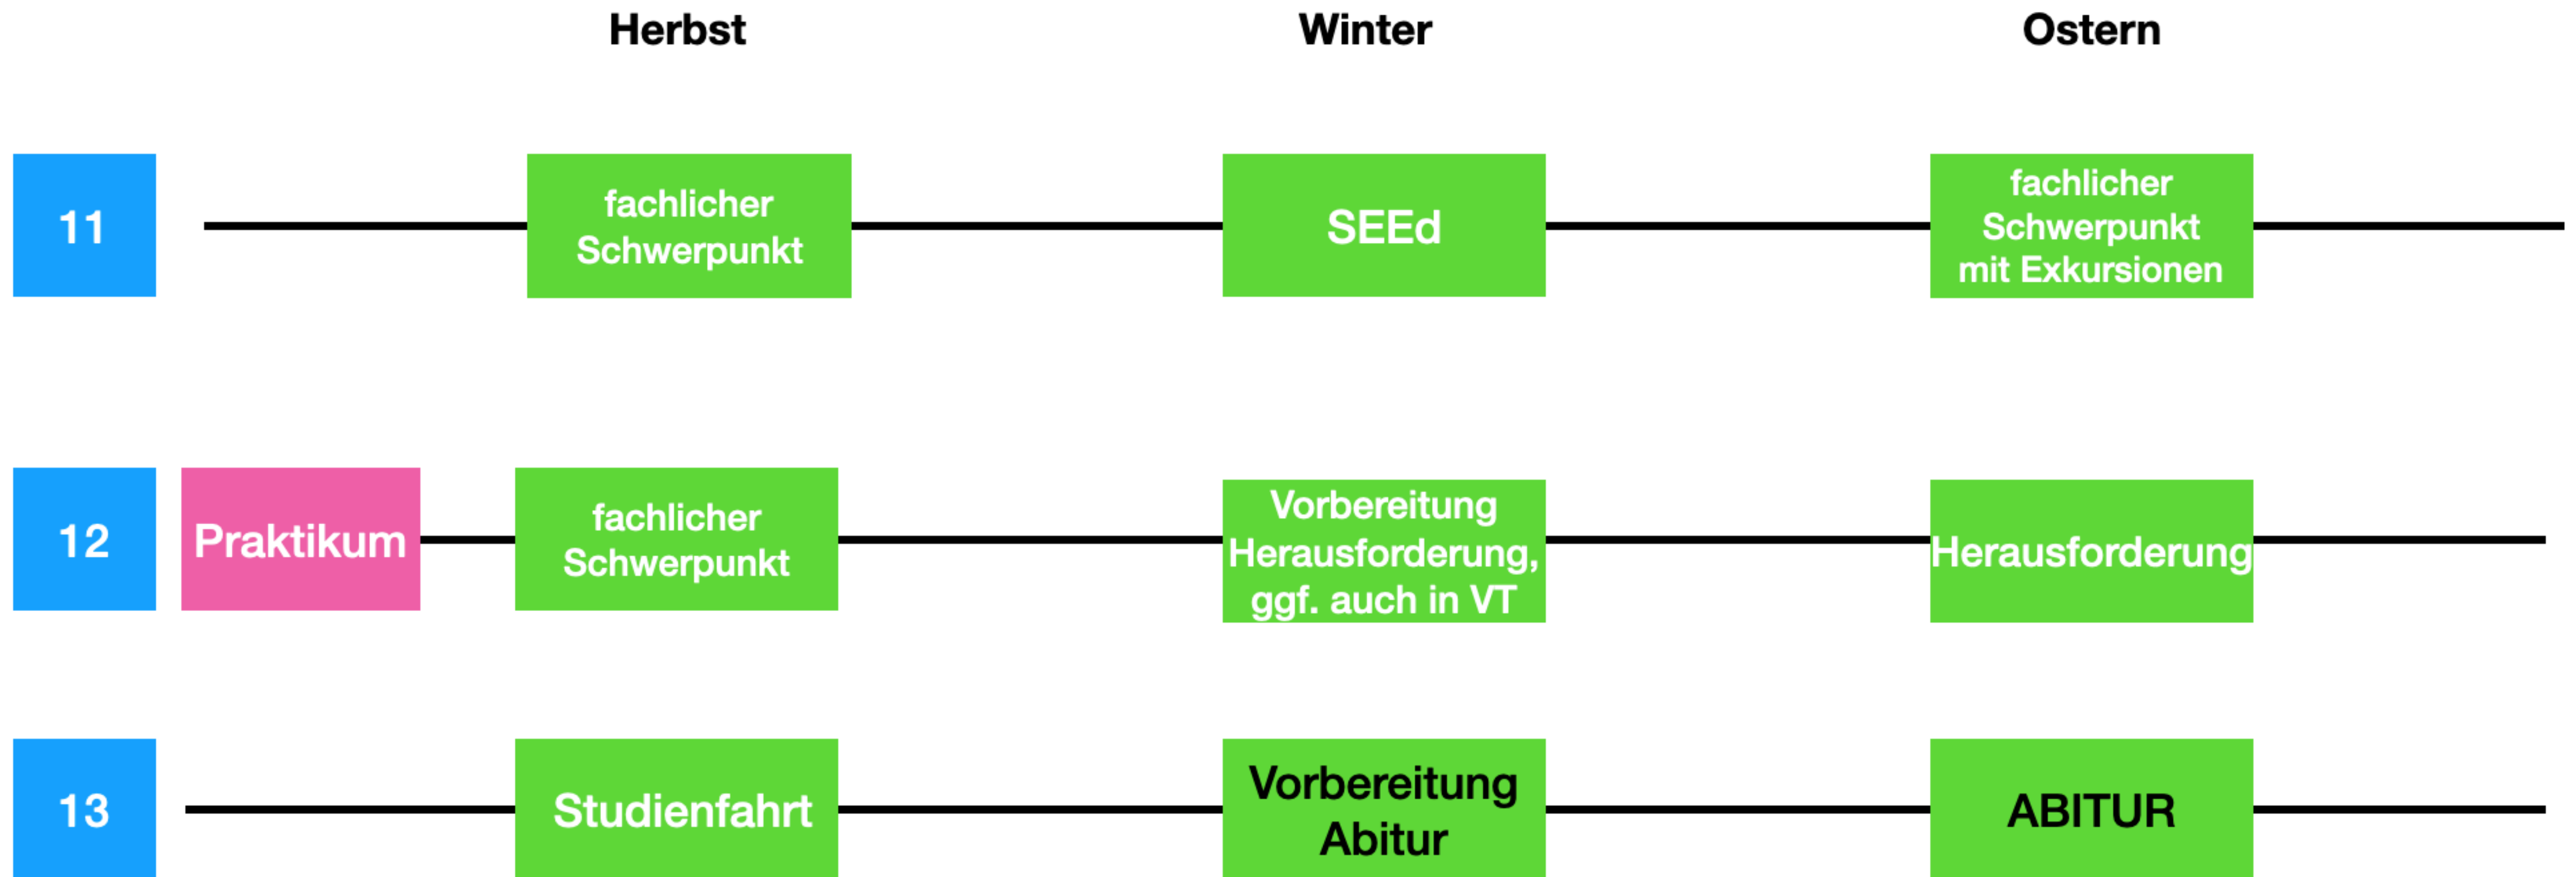 Herbst
Winter
Ostern
11
fachlicher
Schwerpunkt
SEEd
fachlicher
Schwerpunkt
mit Exkursionen
12
Praktikum
fachlicher
Schwerpunkt
Vorbereitung
Herausforderung,
ggf. auch in VT
Herausforderung
13
Studienfahrt
Vorbereitung
Abitur
ABITUR